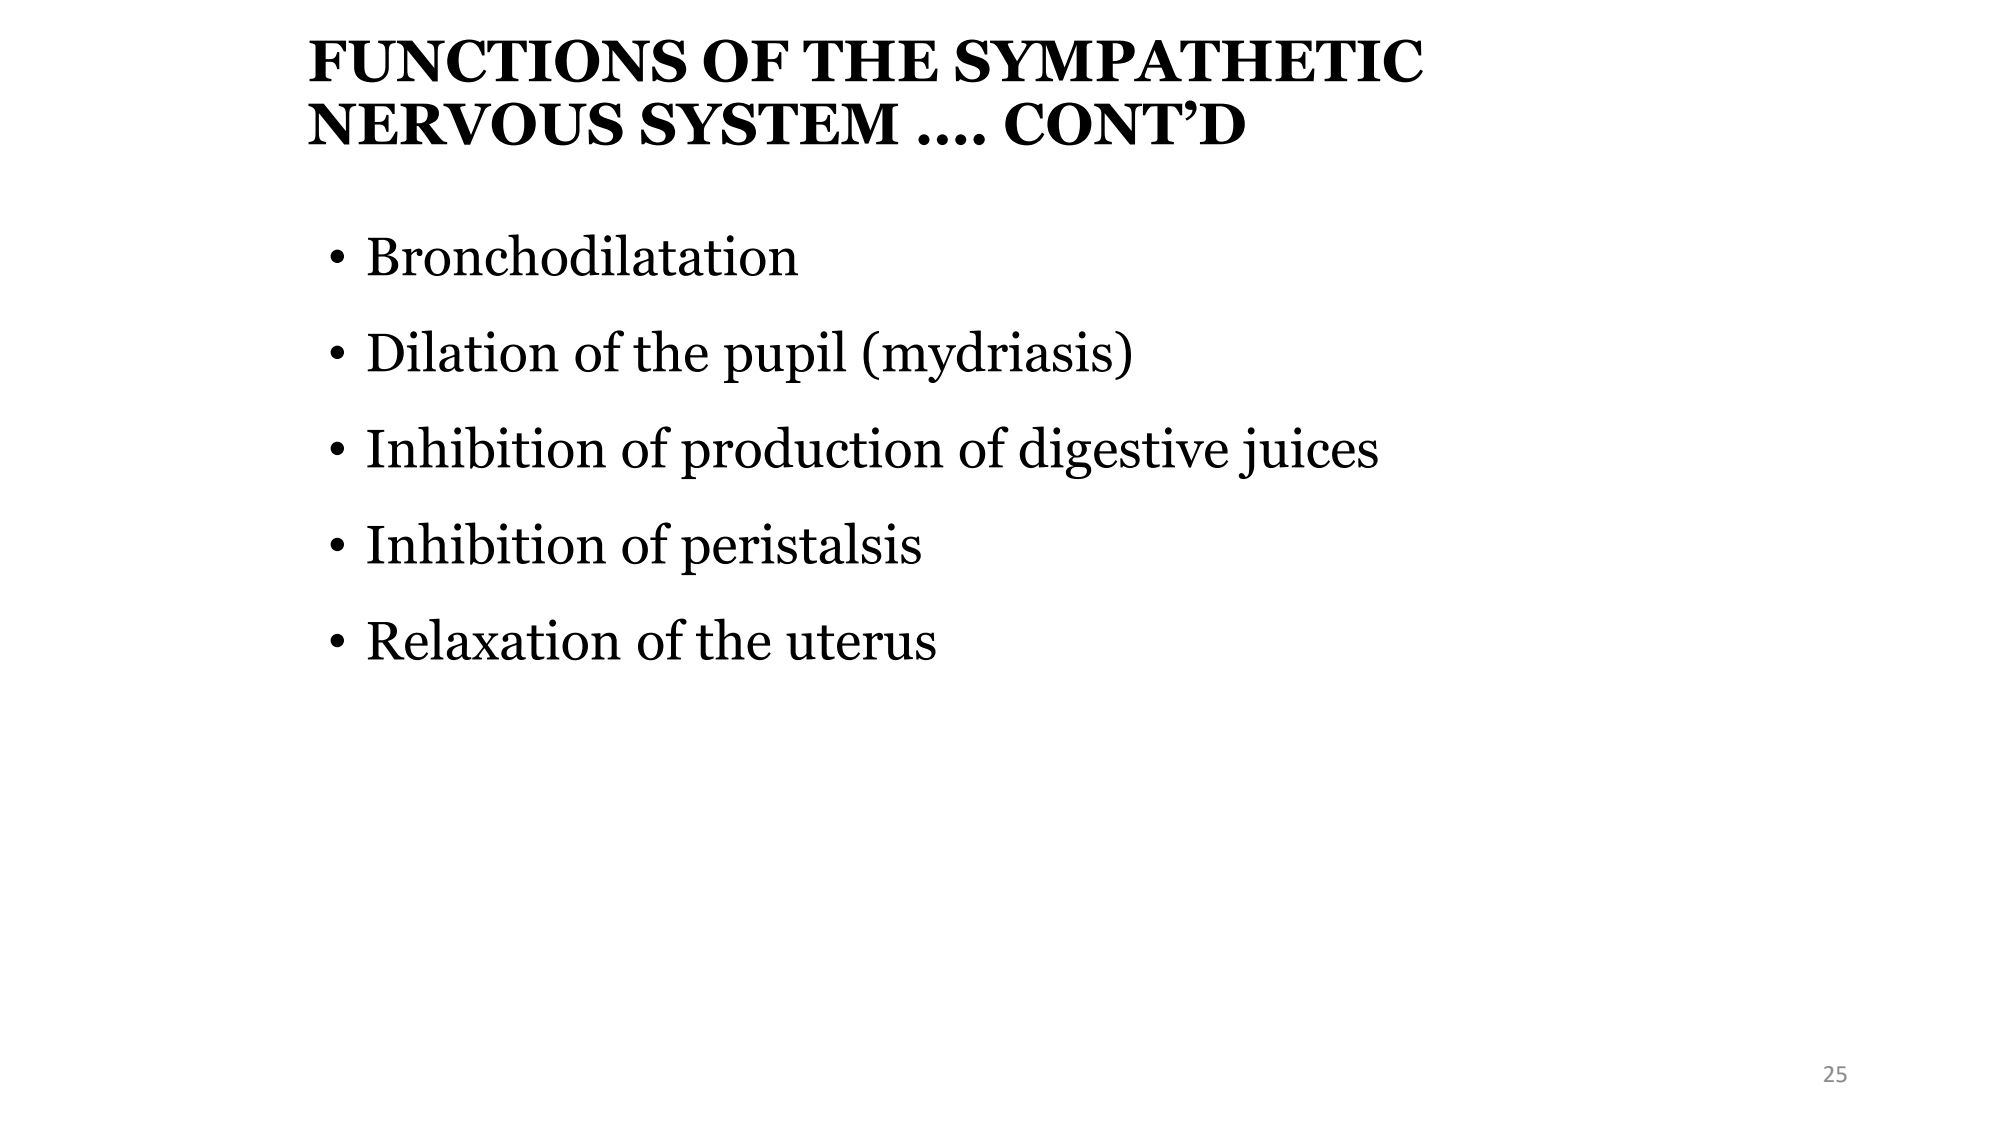 FUNCTIONS OF THE SYMPATHETIC
NERVOUS SYSTEM .... CONT’D
• Bronchodilatation
• Dilation of the pupil (mydriasis)
• Inhibition of production of digestive juices
• Inhibition of peristalsis
• Relaxation of the uterus
25